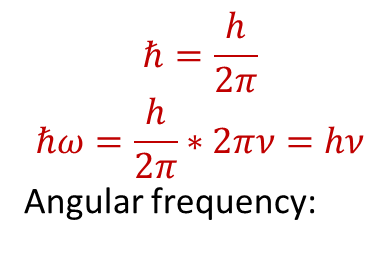 ħ = h/2π
ħω = h/2π * 2πν = hν
Angular frequency: